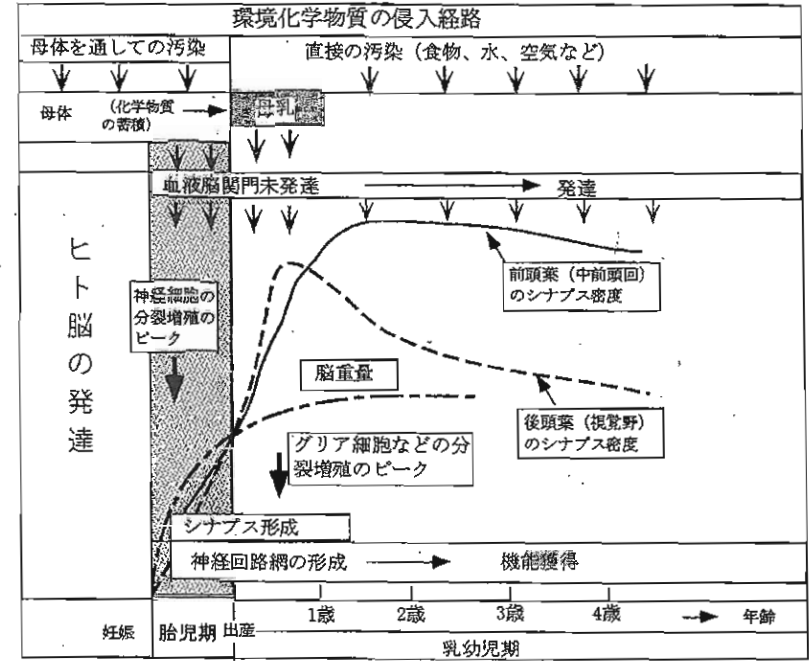 環境化学物質の侵入経路
母体を通しての汚染
直接の汚染（食物、水、空気など）
母体
（化学物質
の蓄積）
母乳
血液脳関門未発達
発達
ヒト脳の発達
神経細胞の
分裂増殖の
ピーク
前頭葉（中前頭回）
のシナプス密度
脳重量
後頭葉（視覚野）
のシナプス密度
グリア細胞などの分
裂増殖のピーク
シナプス形成
神経回路網の形成
機能獲得
妊娠
胎児期
出産
1歳
2歳
3歳
4歳
年齢
乳幼児期